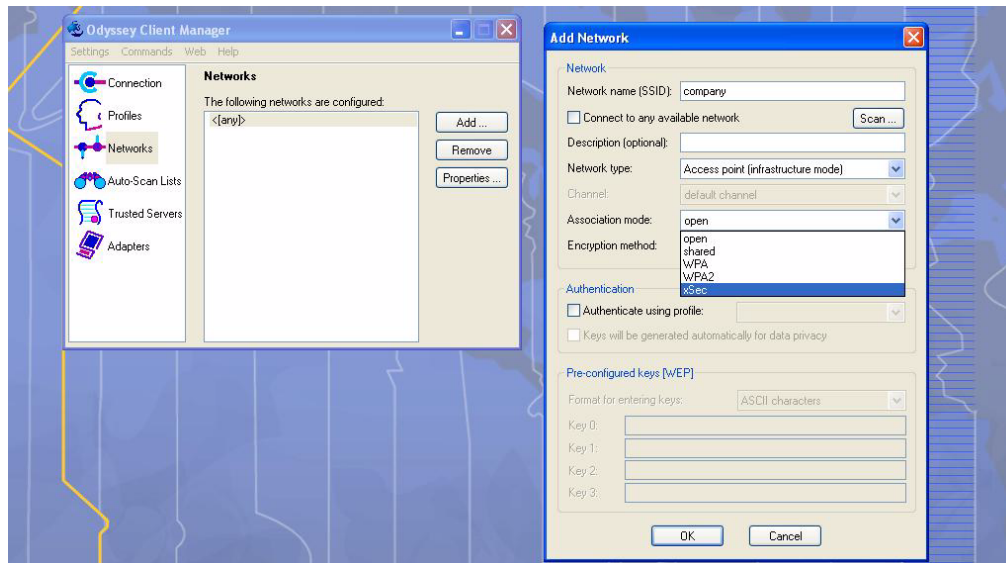 Odyssey Client Manager
Settings Commands Web Help
Connection
Profiles
Networks
Auto-Scan Lists
Trusted Servers
Adapters
Networks
The following networks are configured:
<[any]>
Add ...
Remove
Properties ...
Add Network
Network
Network name (SSID): company
Connect to any available network Scan ...
Description (optional):
Network type: Access point (infrastructure mode)
Channel: default channel
Association mode: open
Encryption method:
open
shared
WPA
WPA2
xSec
Authentication
Authenticate using profile:
Keys will be generated automatically for data privacy
Pre-configured keys [WEP]
Format for entering keys: ASCII characters
Key 0:
Key 1:
Key 2:
Key 3:
OK Cancel